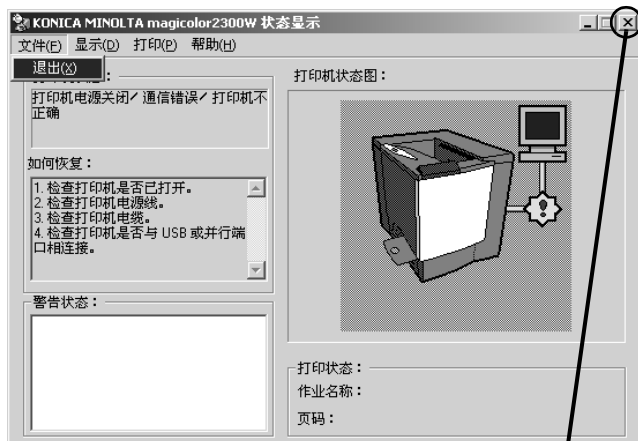 KONICA MINOLTA magicolor2300W 状态显示
文件(F) 显示(D) 打印(P) 帮助(H)
退出(X)
打印机电源关闭/通信错误/打印机不
正确
如何恢复：
1.检查打印机是否已打开。
2.检查打印机电源线。
3.检查打印机电缆。
4.检查打印机是否与 USB 或并行端
口相连接。
警告状态：
打印机状态图：
打印状态：
作业名称：
页码：